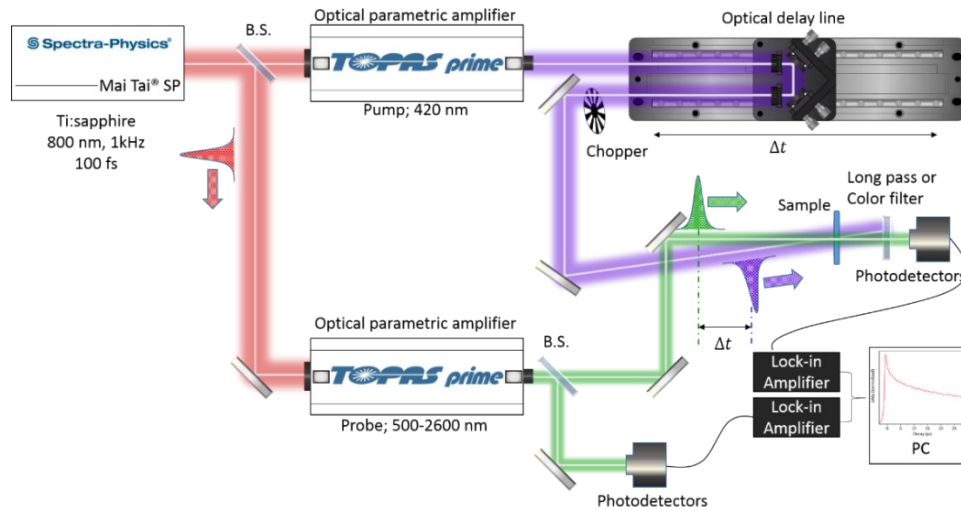 Spectra-Physics®
Mai Tai® SP
Ti:sapphire
800 nm, 1kHz
100 fs
B.S.
Optical parametric amplifier
TOPAS prime
Pump; 420 nm
Optical delay line
Δt
Chopper
Sample
Long pass or
Color filter
Photodetectors
Δt
Optical parametric amplifier
TOPAS prime
Probe; 500-2600 nm
B.S.
Photodetectors
Lock-in
Amplifier
Lock-in
Amplifier
PC